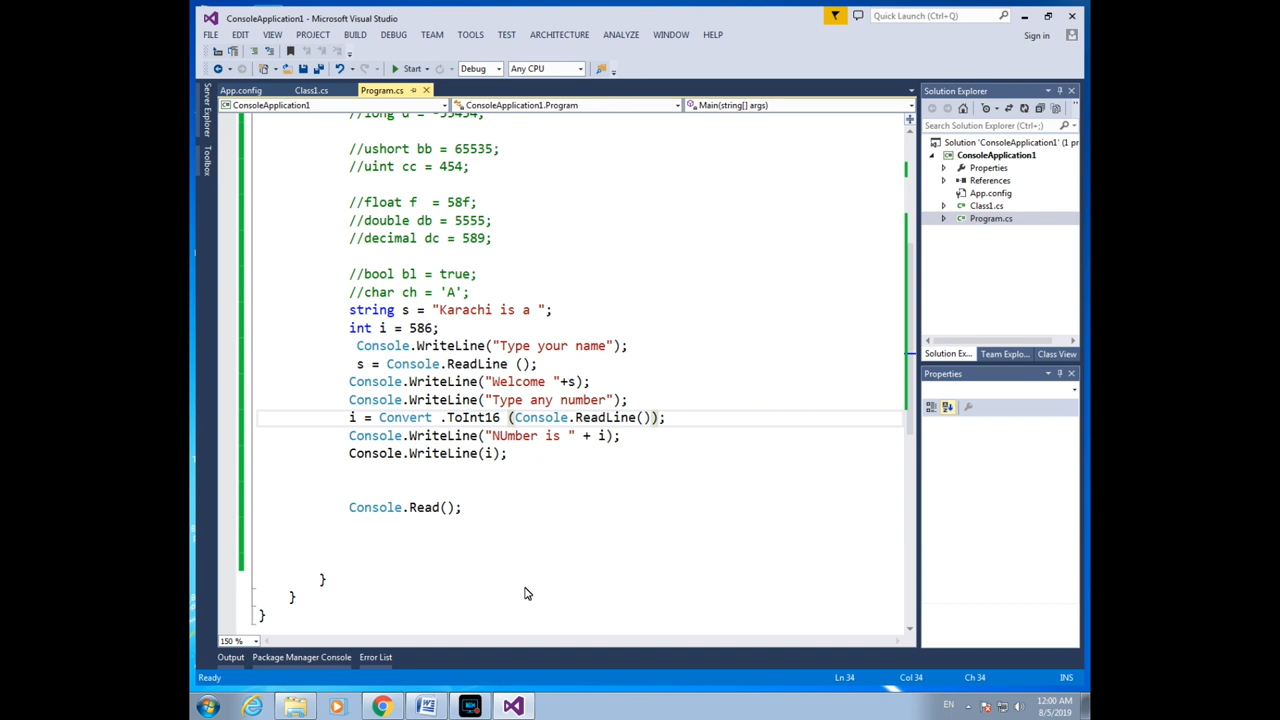 ConsoleApplication1 - Microsoft Visual Studio
Quick Launch (Ctrl+Q)
FILE EDIT VIEW PROJECT BUILD DEBUG TEAM TOOLS TEST ARCHITECTURE ANALYZE WINDOW HELP
Sign in
Start Debug Any CPU
App.config Class1.cs Program.cs
ConsoleApplication1 ConsoleApplication1.Program Main(string[] args)
Server Explorer
Toolbox
//long d = -55454;
//ushort bb = 65535;
//uint cc = 454;
//float f  = 58f;
//double db = 5555;
//decimal dc = 589;
//bool bl = true;
//char ch = 'A';
string s = "Karachi is a ";
int i = 586;
Console.WriteLine("Type your name");
s = Console.ReadLine ();
Console.WriteLine("Welcome "+s);
Console.WriteLine("Type any number");
i = Convert .ToInt16 (Console.ReadLine());
Console.WriteLine("NUmber is " + i);
Console.WriteLine(i);
Console.Read();
}
}
}
150 %
Solution Explorer
Search Solution Explorer (Ctrl+;)
Solution 'ConsoleApplication1' (1 pr
ConsoleApplication1
Properties
References
App.config
Class1.cs
Program.cs
Solution Ex... Team Explo... Class View
Properties
Output Package Manager Console Error List
Ready Ln 34 Col 34 Ch 34 INS
EN 12:00 AM
8/5/2019